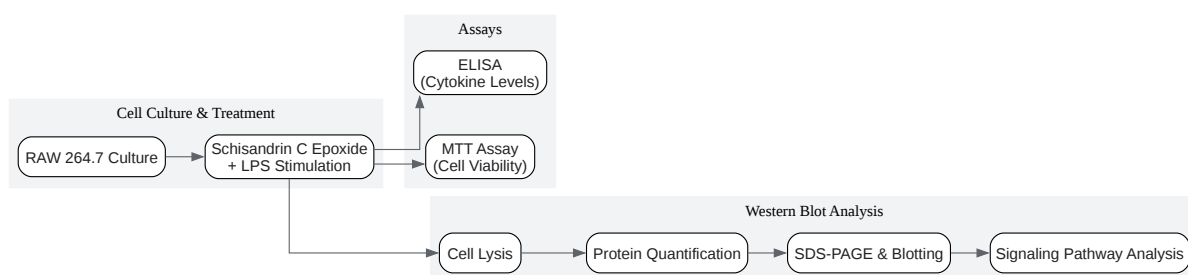 Assays
ELISA
(Cytokine Levels)
Cell Culture & Treatment
RAW 264.7 Culture
Schisandrin C Epoxide
+ LPS Stimulation
MTT Assay
(Cell Viability)
Western Blot Analysis
Cell Lysis
Protein Quantification
SDS-PAGE & Blotting
Signaling Pathway Analysis